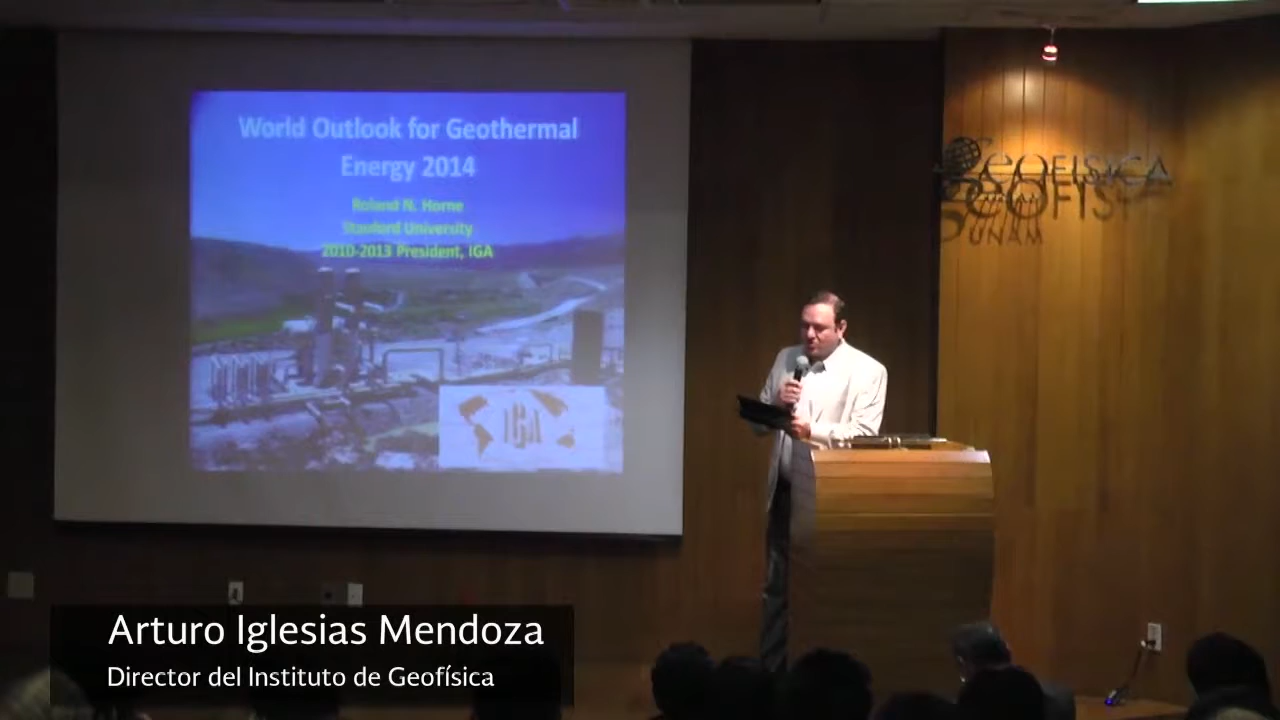 World Outlook for Geothermal
Energy 2014
Roland N. Horne
Stanford University
2010-2013 President, IGA
IGA
GEOFISICA
UNAM
Arturo Iglesias Mendoza
Director del Instituto de Geofísica